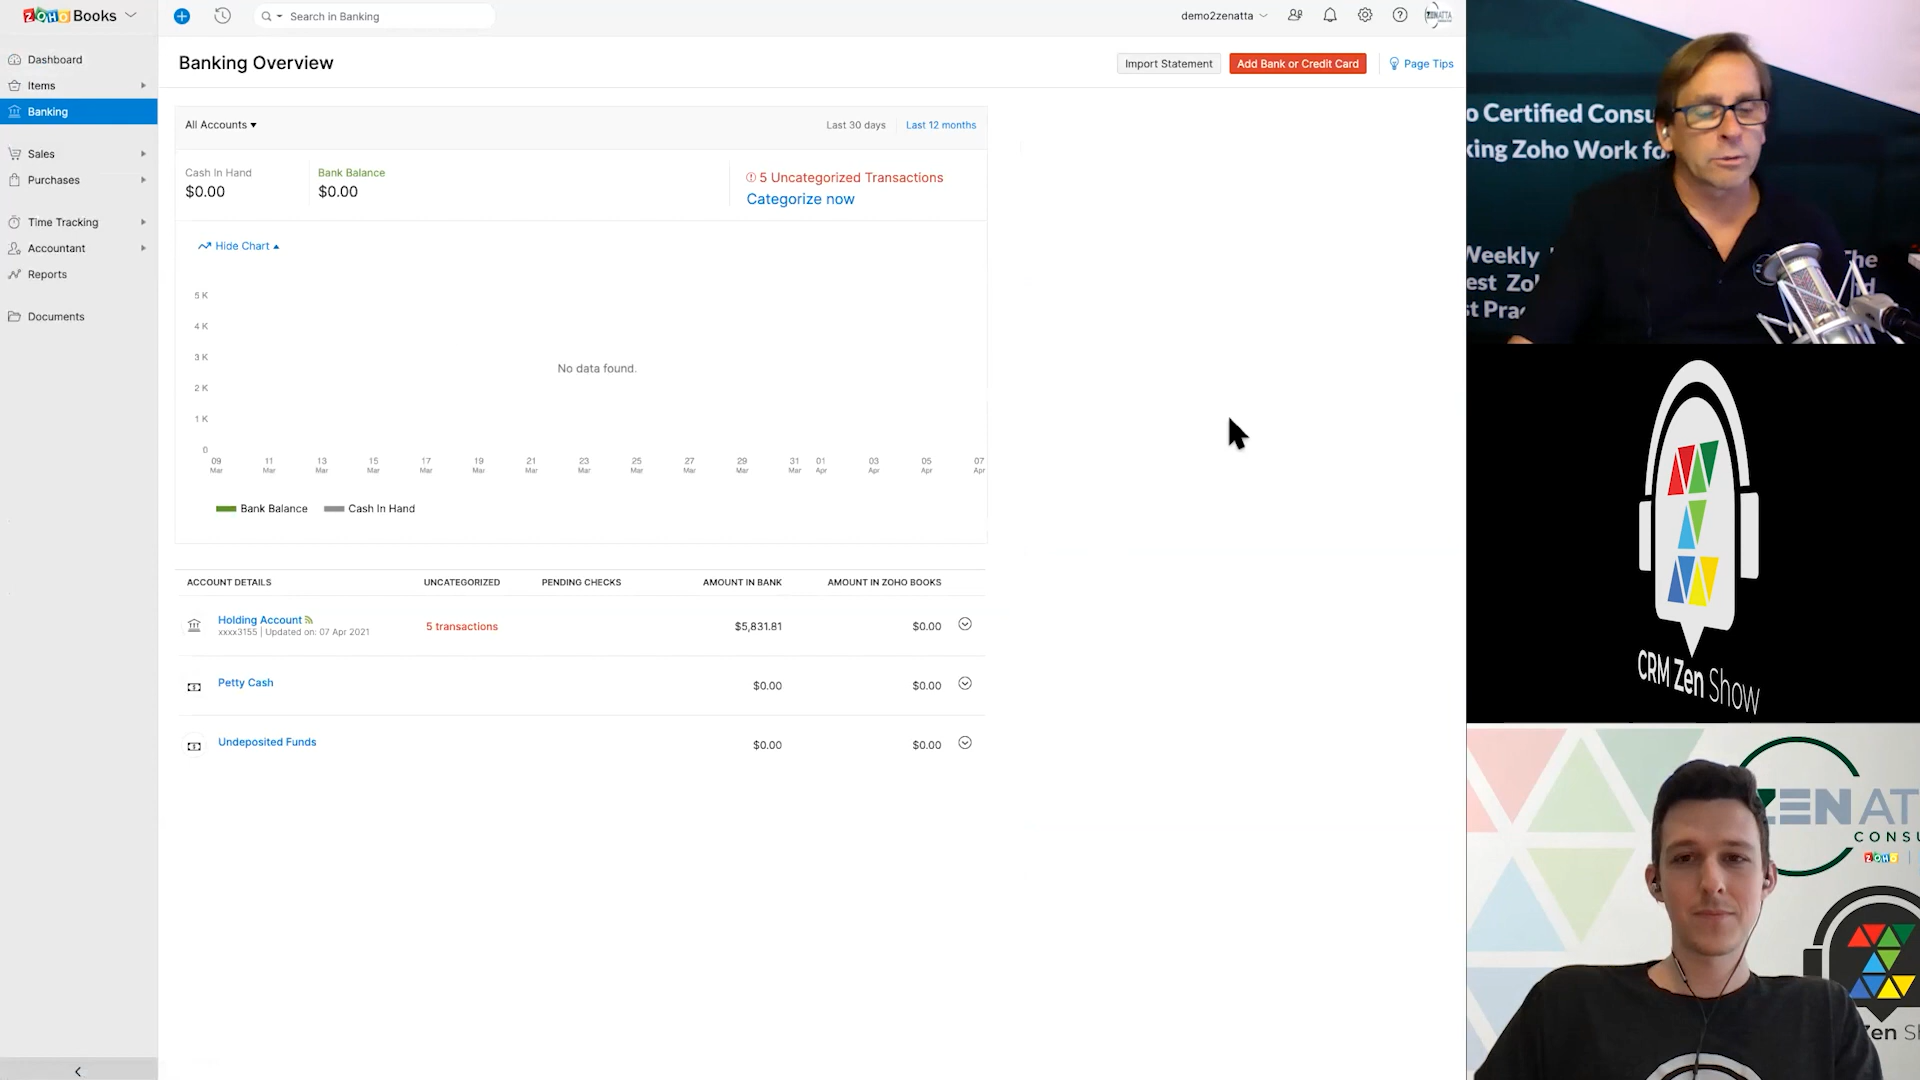 ZOHO Books
Search in Banking
demo2zenatta
ZENATTA
Dashboard
Items
Banking
Sales
Purchases
Time Tracking
Accountant
Reports
Documents
Banking Overview
Import Statement
Add Bank or Credit Card
Page Tips
All Accounts
Last 30 days
Last 12 months
Cash In Hand
$0.00
Bank Balance
$0.00
5 Uncategorized Transactions
Categorize now
Hide Chart
5 K
4 K
3 K
2 K
1 K
0
No data found.
09 Mar
11 Mar
13 Mar
15 Mar
17 Mar
19 Mar
21 Mar
23 Mar
25 Mar
27 Mar
29 Mar
31 Mar
01 Apr
03 Apr
05 Apr
07 Apr
Bank Balance
Cash In Hand
ACCOUNT DETAILS UNCATEGORIZED PENDING CHECKS AMOUNT IN BANK AMOUNT IN ZOHO BOOKS
Holding Account 5 transactions $5,831.81 $0.00
xxxx3155 | Updated on: 07 Apr 2021
Petty Cash $0.00 $0.00
Undeposited Funds $0.00 $0.00
o Certified Consu
king Zoho Work fo
Weekly
est Zo
t Pra
he
CRM Zen Show
ZENAT
CONSU
ZOHO
Zen Sh